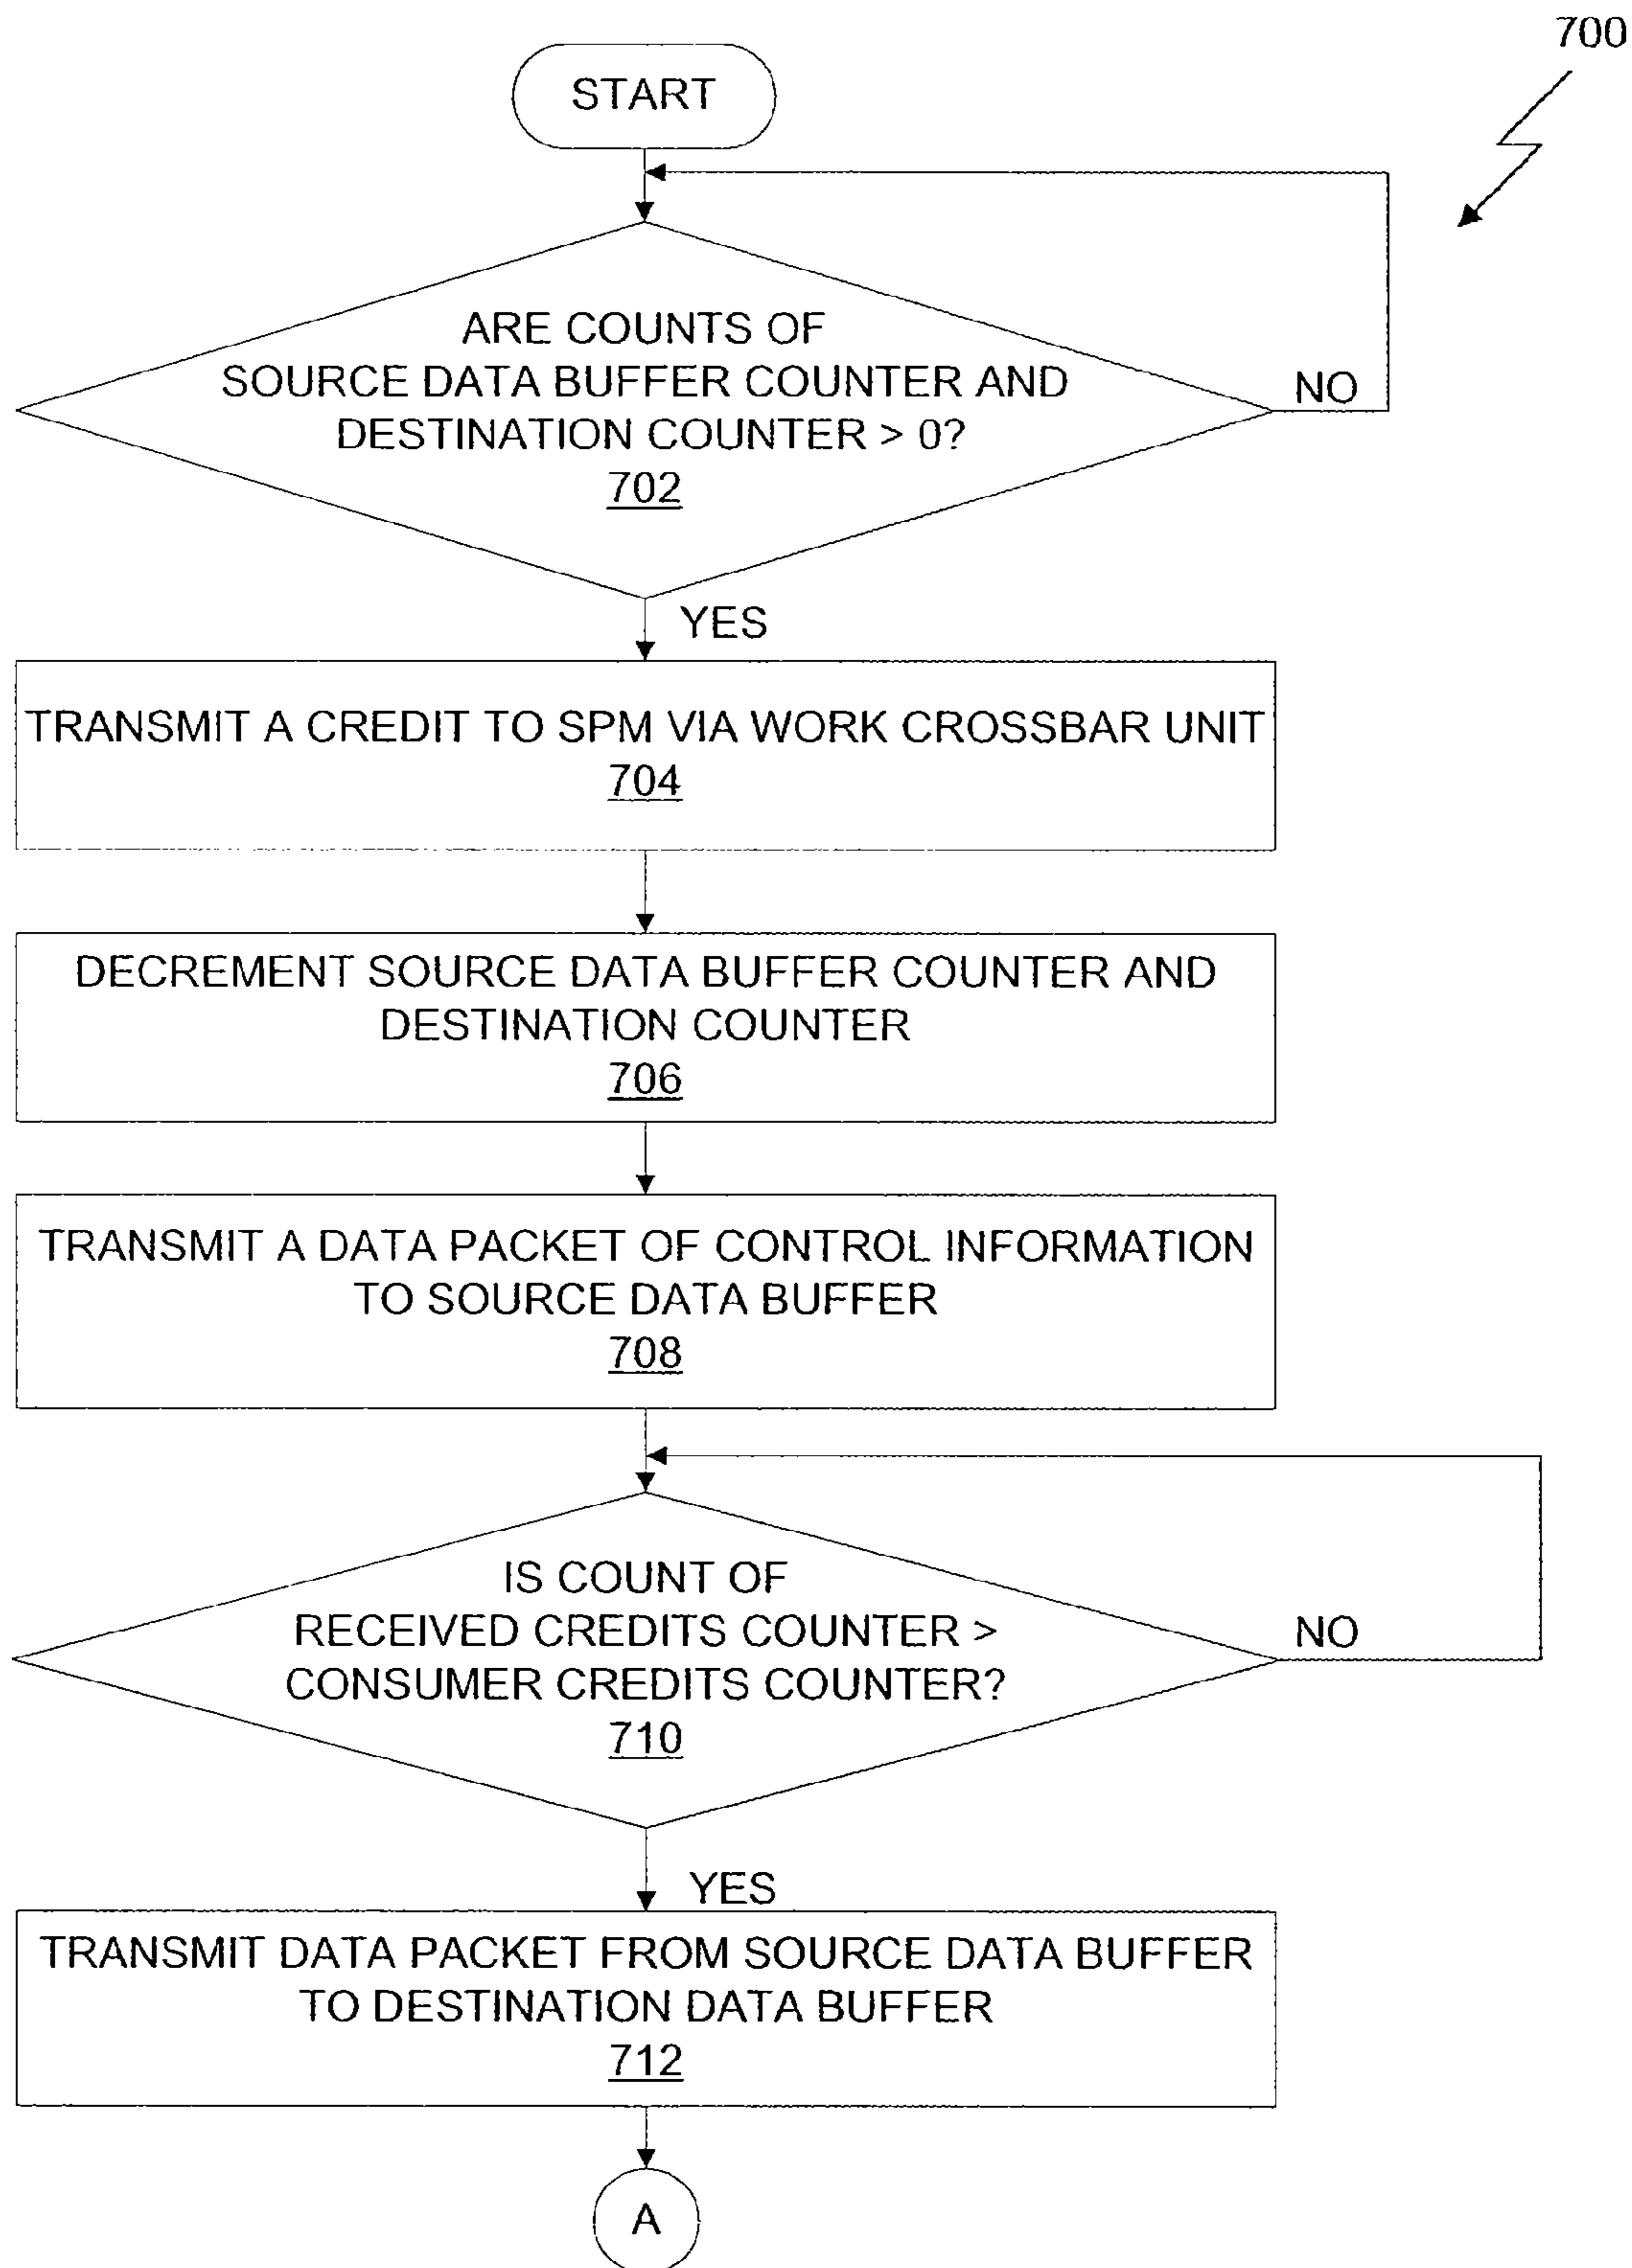 700
START
ARE COUNTS OF
SOURCE DATA BUFFER COUNTER AND
DESTINATION COUNTER > 0?
702
NO
YES
TRANSMIT A CREDIT TO SPM VIA WORK CROSSBAR UNIT
704
DECREMENT SOURCE DATA BUFFER COUNTER AND
DESTINATION COUNTER
706
TRANSMIT A DATA PACKET OF CONTROL INFORMATION
TO SOURCE DATA BUFFER
708
IS COUNT OF
RECEIVED CREDITS COUNTER >
CONSUMER CREDITS COUNTER?
710
NO
YES
TRANSMIT DATA PACKET FROM SOURCE DATA BUFFER
TO DESTINATION DATA BUFFER
712
A